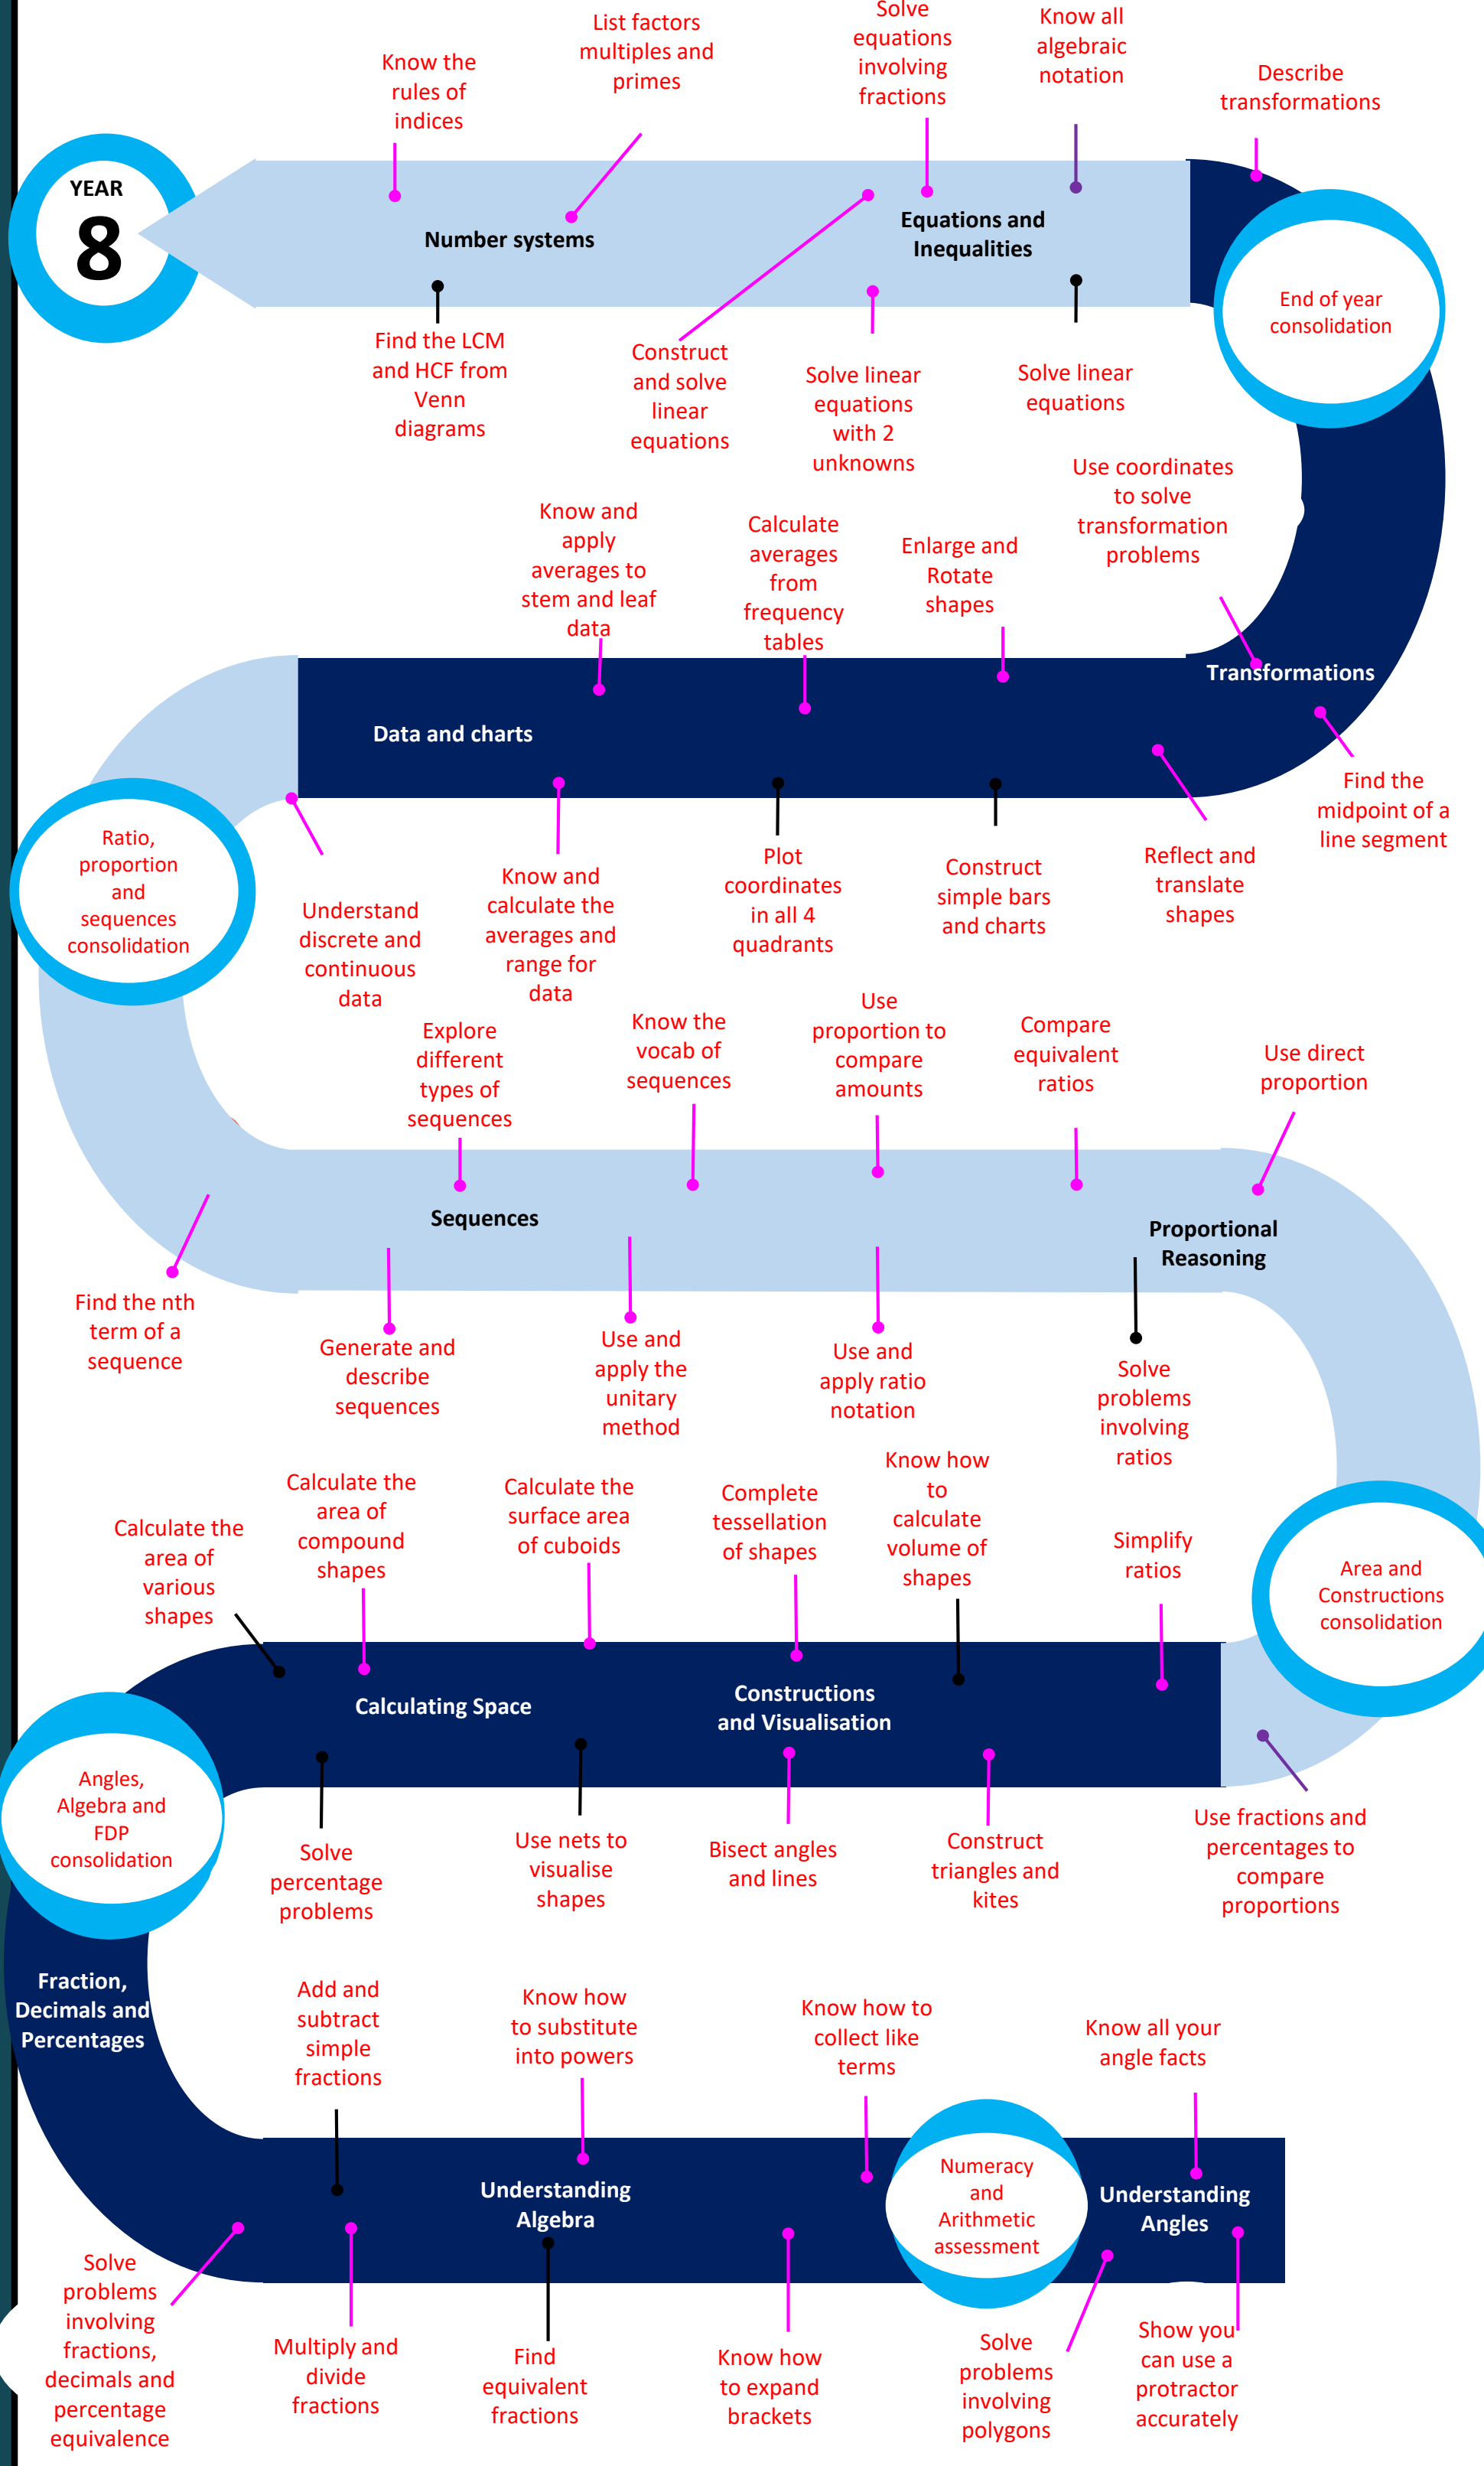 Know the
rules of
indices
List factors
multiples and
primes
Solve
equations
involving
fractions
Know all
algebraic
notation
Describe
transformations
YEAR
8
Number systems
Equations and
Inequalities
End of year
consolidation
Find the LCM
and HCF from
Venn
diagrams
Construct
and solve
linear
equations
Solve linear
equations
with 2
unknowns
Solve linear
equations
Know and
apply
averages to
stem and leaf
data
Calculate
averages
from
frequency
tables
Enlarge and
Rotate
shapes
Use coordinates
to solve
transformation
problems
Transformations
Data and charts
Ratio,
proportion
and
sequences
consolidation
Understand
discrete and
continuous
data
Know and
calculate the
averages and
range for
data
Plot
coordinates
in all 4
quadrants
Construct
simple bars
and charts
Reflect and
translate
shapes
Find the
midpoint of a
line segment
Explore
different
types of
sequences
Know the
vocab of
sequences
Use
proportion to
compare
amounts
Compare
equivalent
ratios
Use direct
proportion
Sequences
Proportional
Reasoning
Find the nth
term of a
sequence
Generate and
describe
sequences
Use and
apply the
unitary
method
Use and
apply ratio
notation
Solve
problems
involving
ratios
Calculate the
area of
various
shapes
Calculate the
area of
compound
shapes
Calculate the
surface area
of cuboids
Complete
tessellation
of shapes
Know how
to
calculate
volume of
shapes
Simplify
ratios
Area and
Constructions
consolidation
Calculating Space
Constructions
and Visualisation
Angles,
Algebra and
FDP
consolidation
Solve
percentage
problems
Use nets to
visualise
shapes
Bisect angles
and lines
Construct
triangles and
kites
Use fractions and
percentages to
compare
proportions
Fraction,
Decimals and
Percentages
Add and
subtract
simple
fractions
Know how
to substitute
into powers
Know how to
collect like
terms
Know all your
angle facts
Understanding
Algebra
Numeracy
and
Arithmetic
assessment
Understanding
Angles
Solve
problems
involving
fractions,
decimals and
percentage
equivalence
Multiply and
divide
fractions
Find
equivalent
fractions
Know how
to expand
brackets
Solve
problems
involving
polygons
Show you
can use a
protractor
accurately